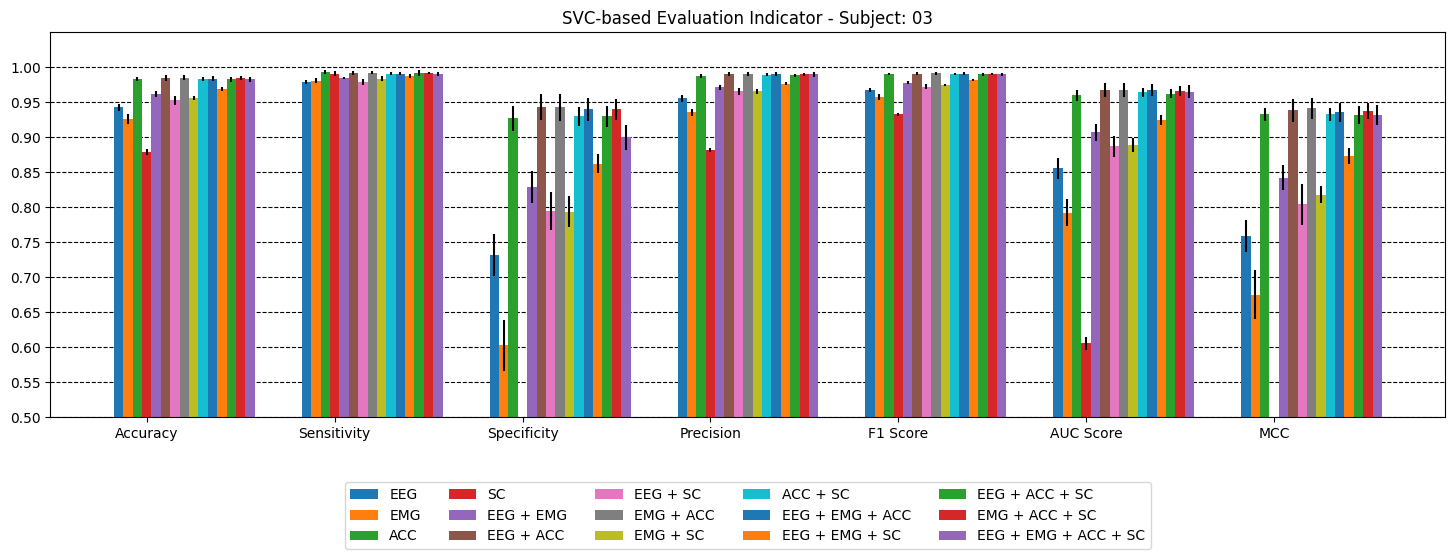 SVC-based Evaluation Indicator - Subject: 03
1.00
0.95
0.90
0.85
0.80
0.75
0.70
0.65
0.60
0.55
0.50
Accuracy Sensitivity Specificity Precision F1 Score AUC Score MCC
EEG SC EEG + SC ACC + SC EEG + ACC + SC
EMG EEG + EMG EMG + ACC EEG + EMG + ACC EMG + ACC + SC
ACC EEG + ACC EMG + SC EEG + EMG + SC EEG + EMG + ACC + SC